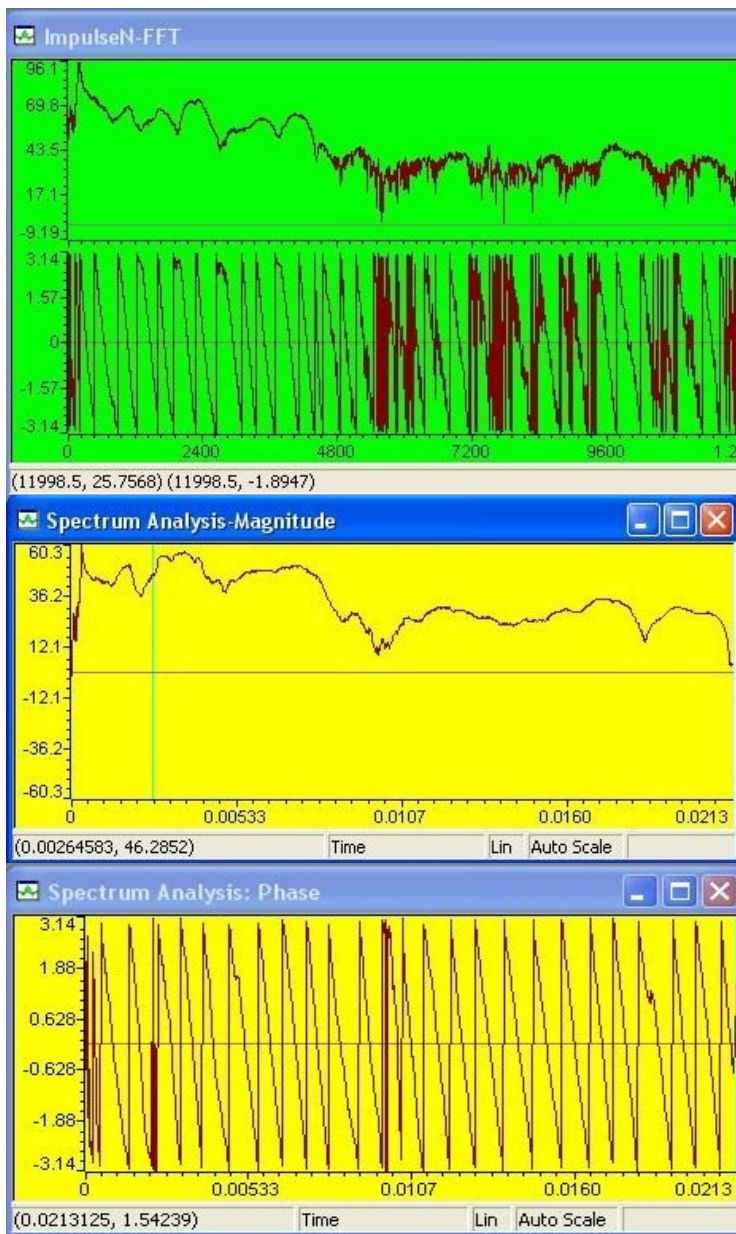 ImpulseN-FFT
96.1
69.8
43.5
17.1
-9.19
3.14
1.57
0
-1.57
-3.14
0 2400 4800 7200 9600 1.2
(11998.5, 25.7568) (11998.5, -1.8947)
Spectrum Analysis-Magnitude
60.3
36.2
12.1
-12.1
-36.2
-60.3
0 0.00533 0.0107 0.0160 0.0213
(0.00264583, 46.2852) Time Lin Auto Scale
Spectrum Analysis: Phase
3.14
1.88
0.628
-0.628
-1.88
-3.14
0 0.00533 0.0107 0.0160 0.0213
(0.0213125, 1.54239) Time Lin Auto Scale